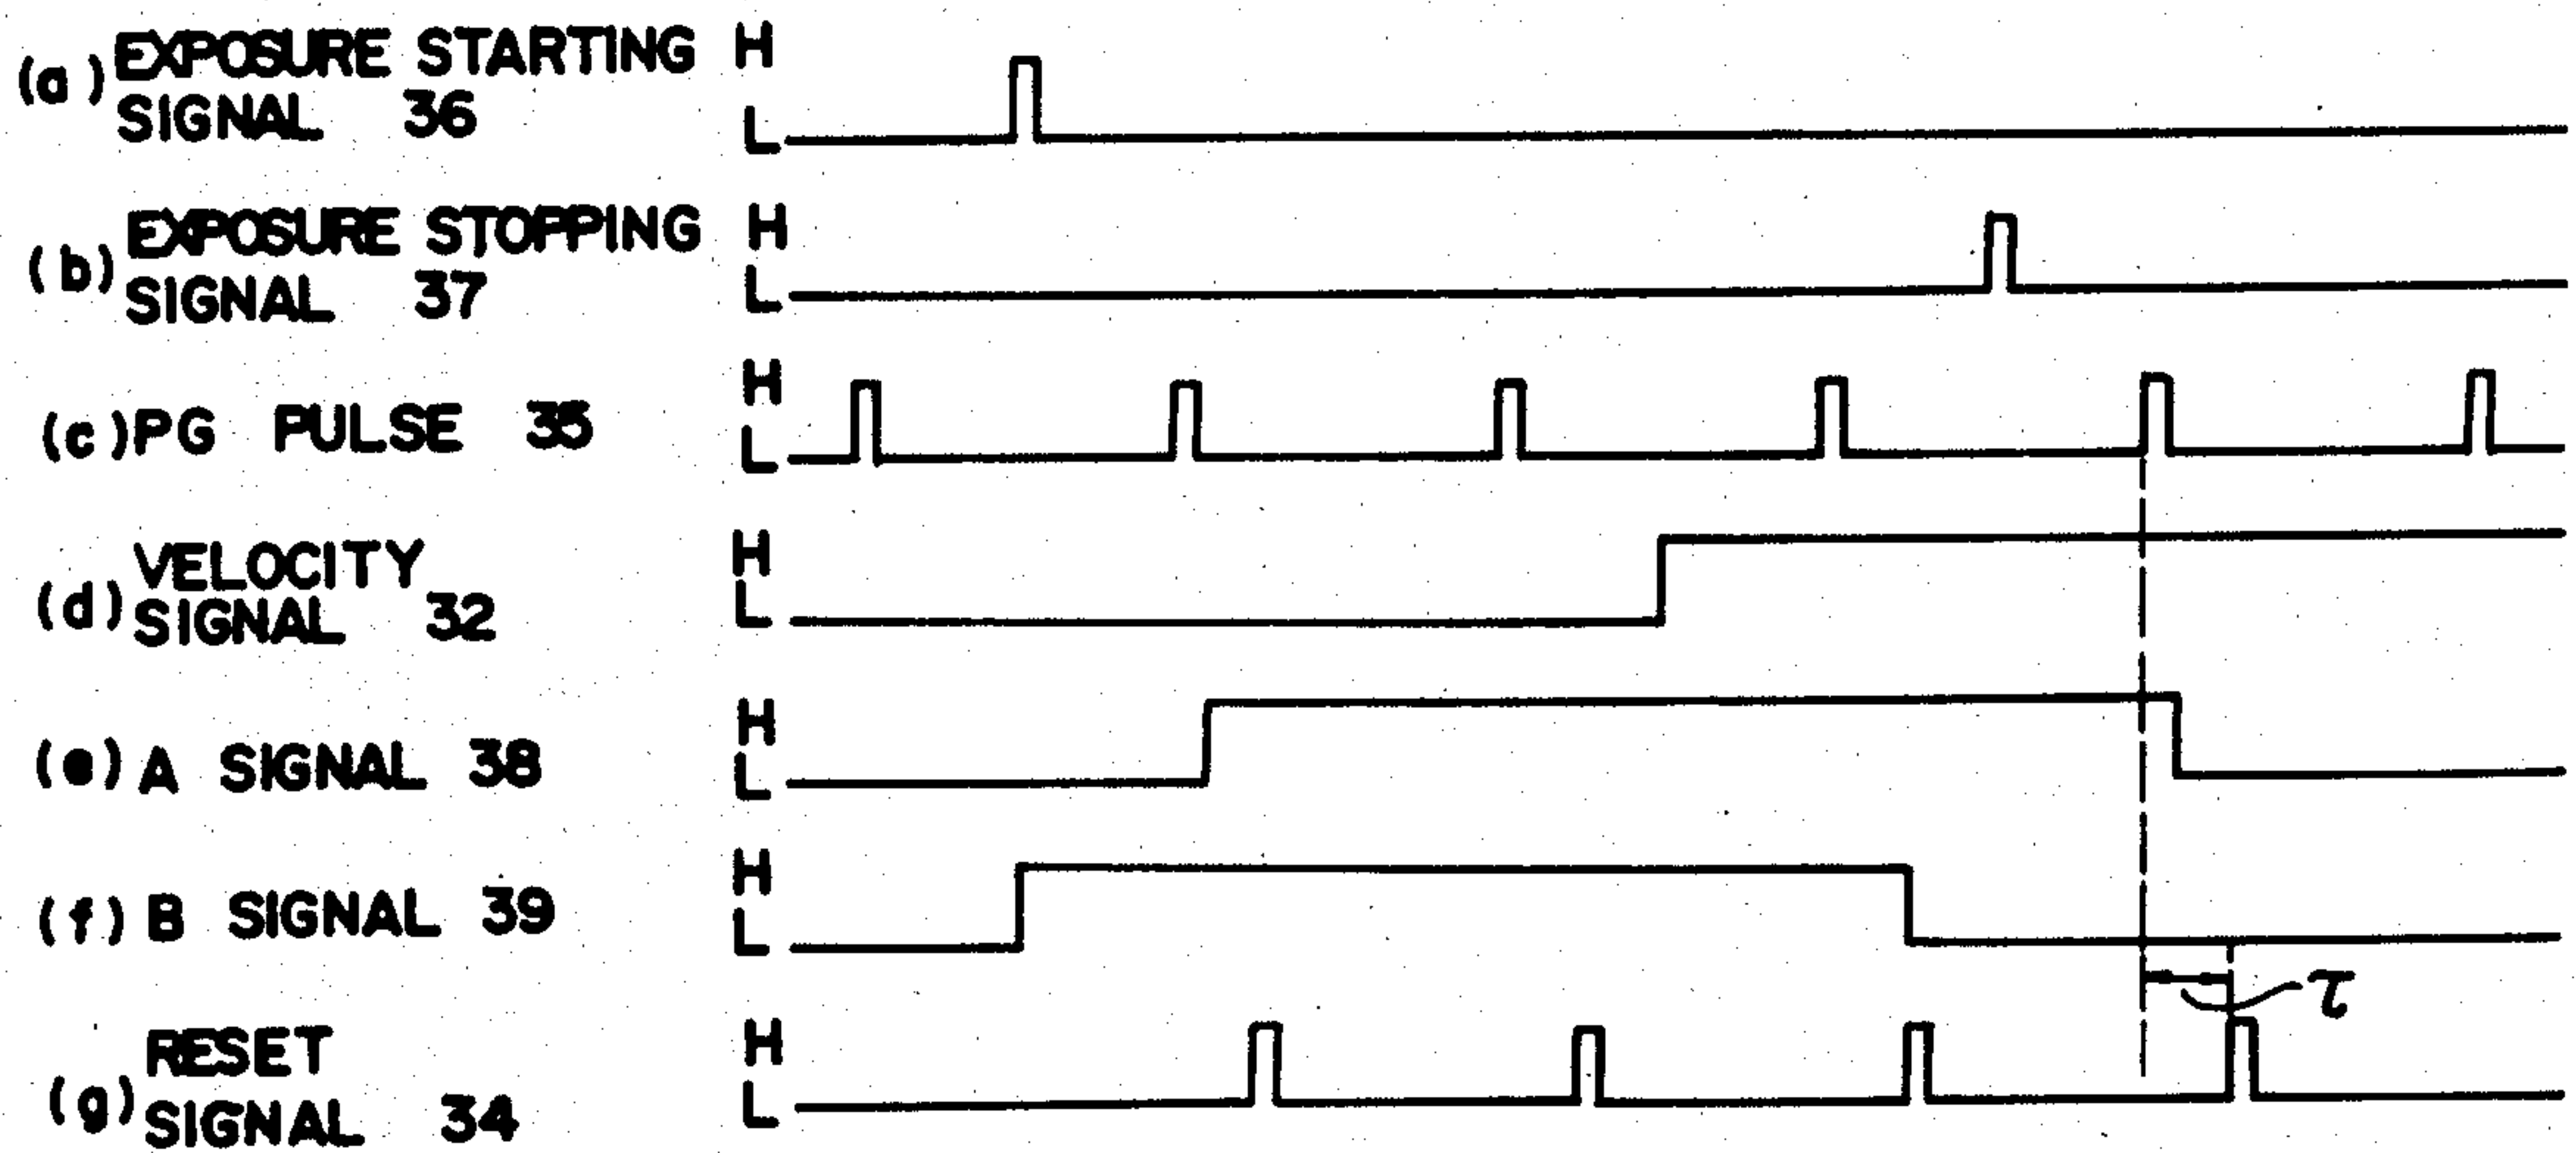 (a) EXPOSURE STARTING H
SIGNAL 36 L
(b) EXPOSURE STOPPING H
SIGNAL 37 L
H
(c) PG PULSE 35 L
(d) VELOCITY H
SIGNAL 32 L
H
(e) A SIGNAL 38 L
H
(f) B SIGNAL 39 L
τ
RESET H
(g) SIGNAL 34 L